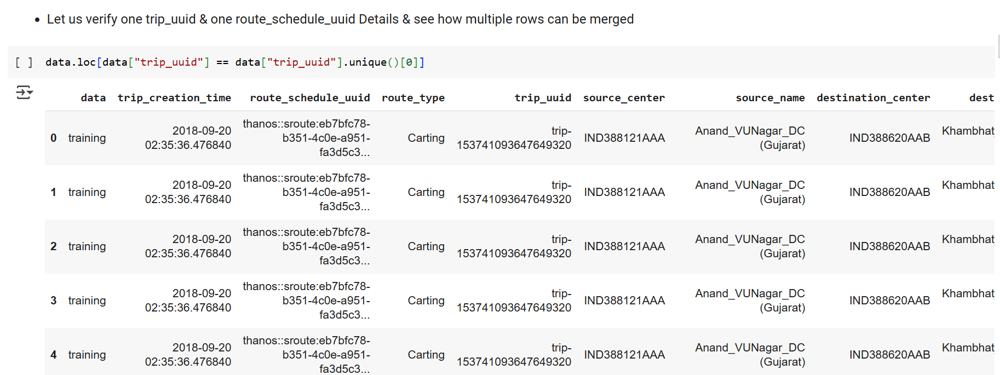 • Let us verify one trip_uuid & one route_schedule_uuid Details & see how multiple rows can be merged
[ ] data.loc[data["trip_uuid"] == data["trip_uuid"].unique()[0]]
data trip_creation_time route_schedule_uuid route_type trip_uuid source_center source_name destination_center dest
0 training 2018-09-20 02:35:36.476840 thanos::sroute:eb7bfc78-b351-4c0e-a951-fa3d5c3... Carting trip-153741093647649320 IND388121AAA Anand_VUNagar_DC (Gujarat) IND388620AAB Khambhat_
1 training 2018-09-20 02:35:36.476840 thanos::sroute:eb7bfc78-b351-4c0e-a951-fa3d5c3... Carting trip-153741093647649320 IND388121AAA Anand_VUNagar_DC (Gujarat) IND388620AAB Khambhat_
2 training 2018-09-20 02:35:36.476840 thanos::sroute:eb7bfc78-b351-4c0e-a951-fa3d5c3... Carting trip-153741093647649320 IND388121AAA Anand_VUNagar_DC (Gujarat) IND388620AAB Khambhat_
3 training 2018-09-20 02:35:36.476840 thanos::sroute:eb7bfc78-b351-4c0e-a951-fa3d5c3... Carting trip-153741093647649320 IND388121AAA Anand_VUNagar_DC (Gujarat) IND388620AAB Khambhat_
4 training 2018-09-20 02:35:36.476840 thanos::sroute:eb7bfc78-b351-4c0e-a951-fa3d5c3... Carting trip-153741093647649320 IND388121AAA Anand_VUNagar_DC (Gujarat) IND388620AAB Khambhat_